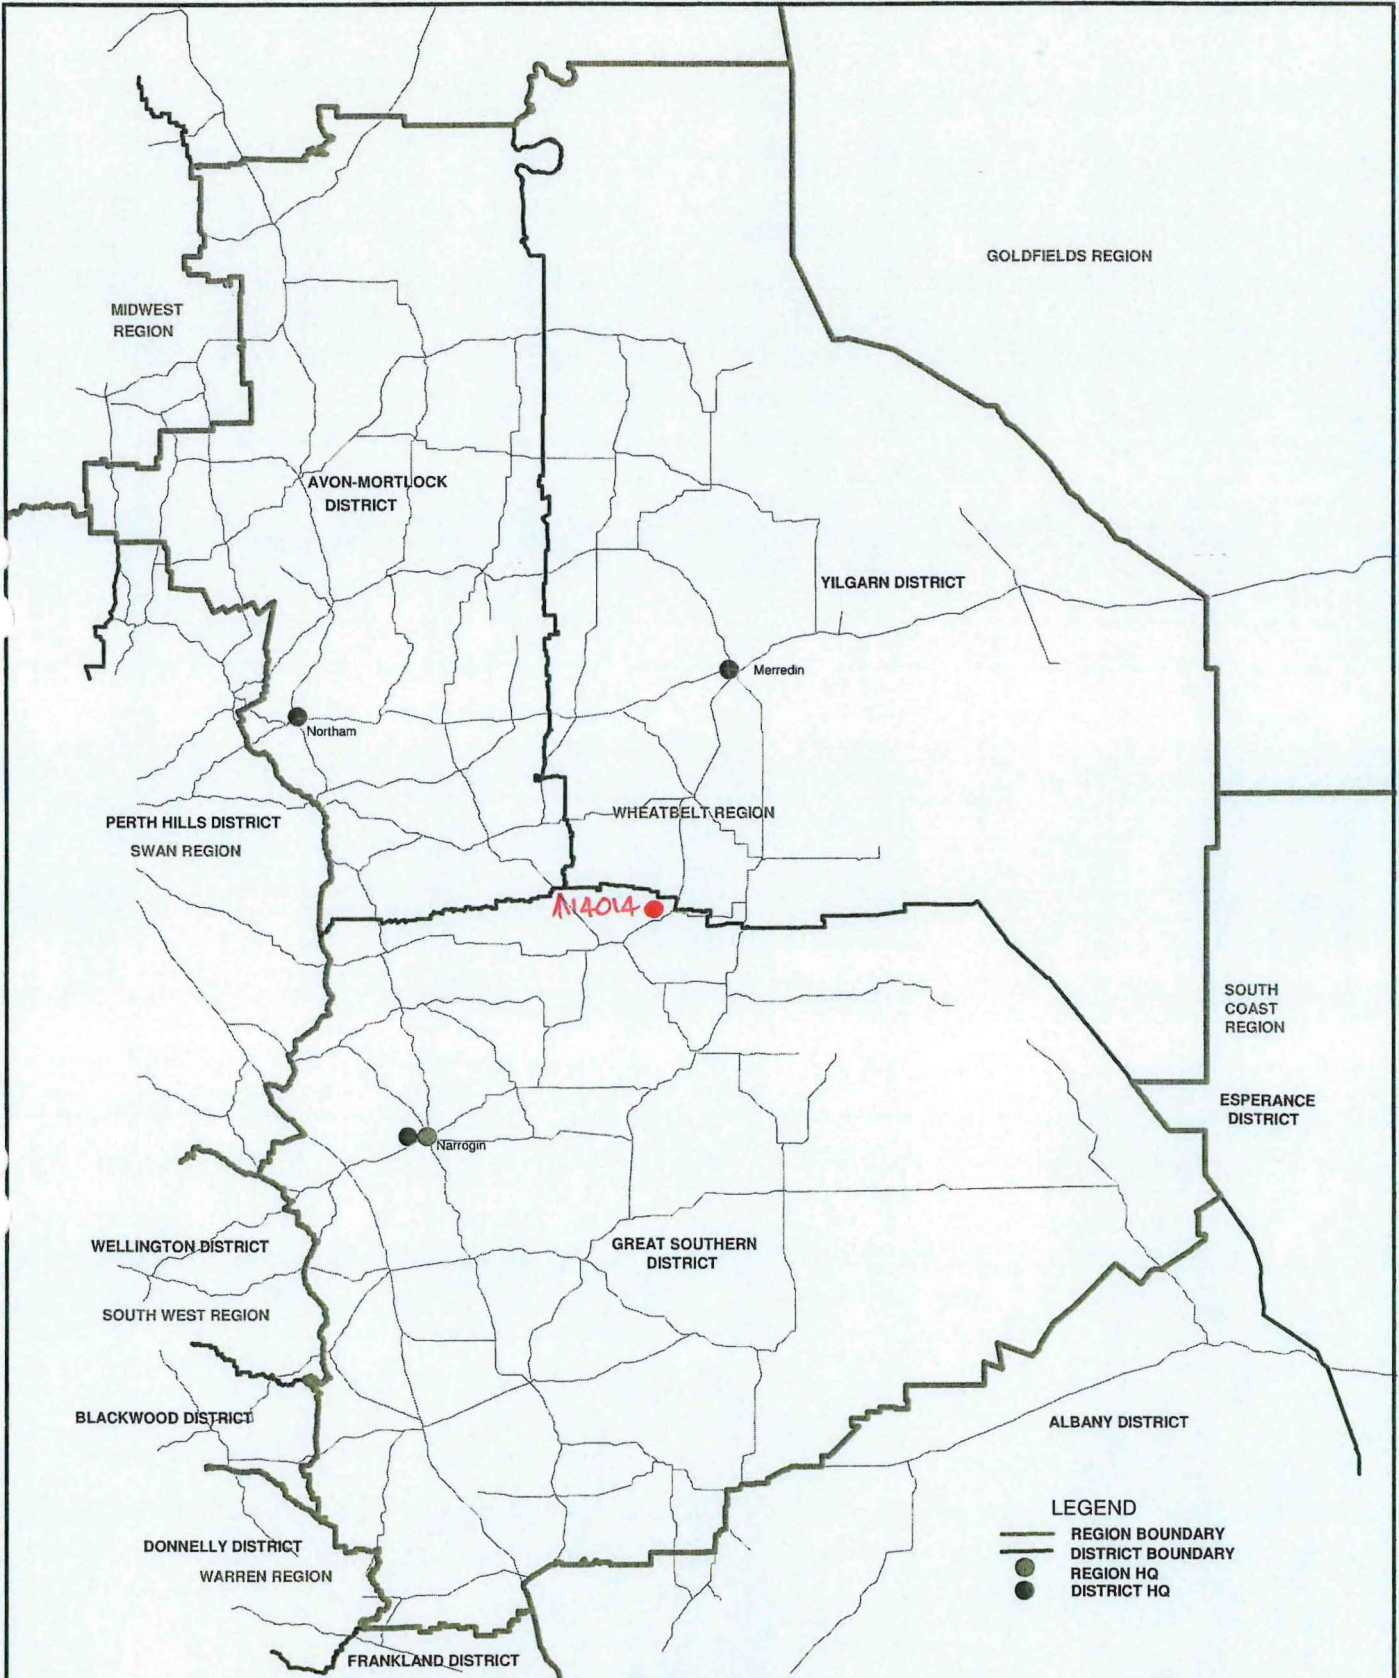 GOLDFIELDS REGION
MIDWEST
REGION
AVON-MORTLOCK
DISTRICT
YILGARN DISTRICT
Merredin
Northam
WHEATBELT REGION
PERTH HILLS DISTRICT
SWAN REGION
14014
SOUTH
COAST
REGION
ESPERANCE
DISTRICT
Narrogin
WELLINGTON DISTRICT
GREAT SOUTHERN
DISTRICT
SOUTH WEST REGION
BLACKWOOD DISTRICT
ALBANY DISTRICT
LEGEND
REGION BOUNDARY
DISTRICT BOUNDARY
REGION HQ
DISTRICT HQ
DONNELLY DISTRICT
WARREN REGION
FRANKLAND DISTRICT